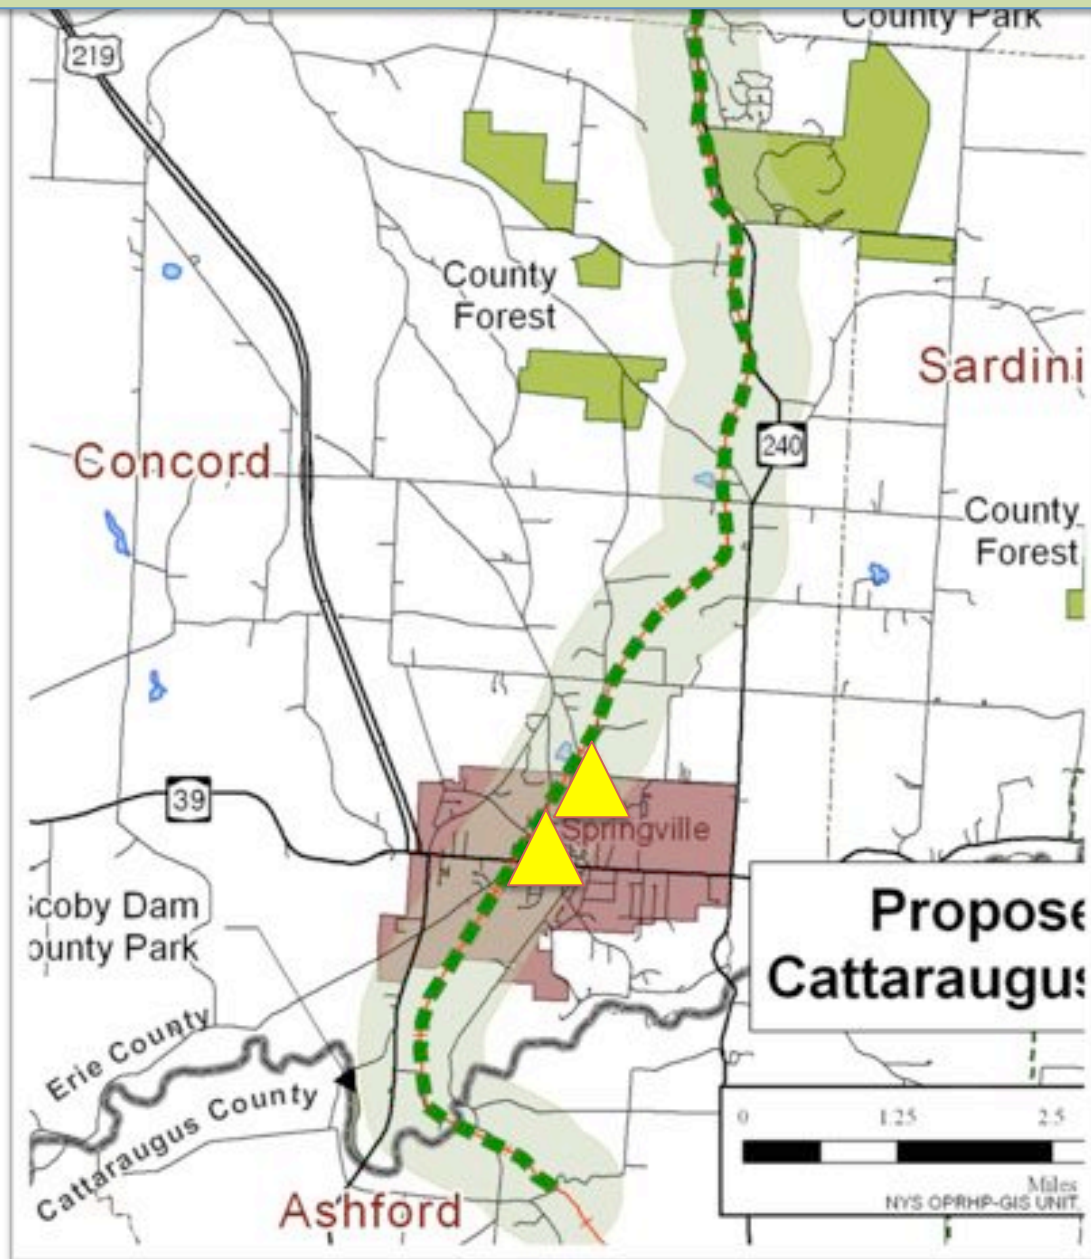 County Park
219
County
Forest
Sardini
240
Concord
County
Forest
39
Springville
Scoby Dam
ounty Park
Propose
Cattaraugus
Erie County
Cattaraugus County
0 1.25 2.5
Miles
NYS OPRHP-GIS UNIT
Ashford